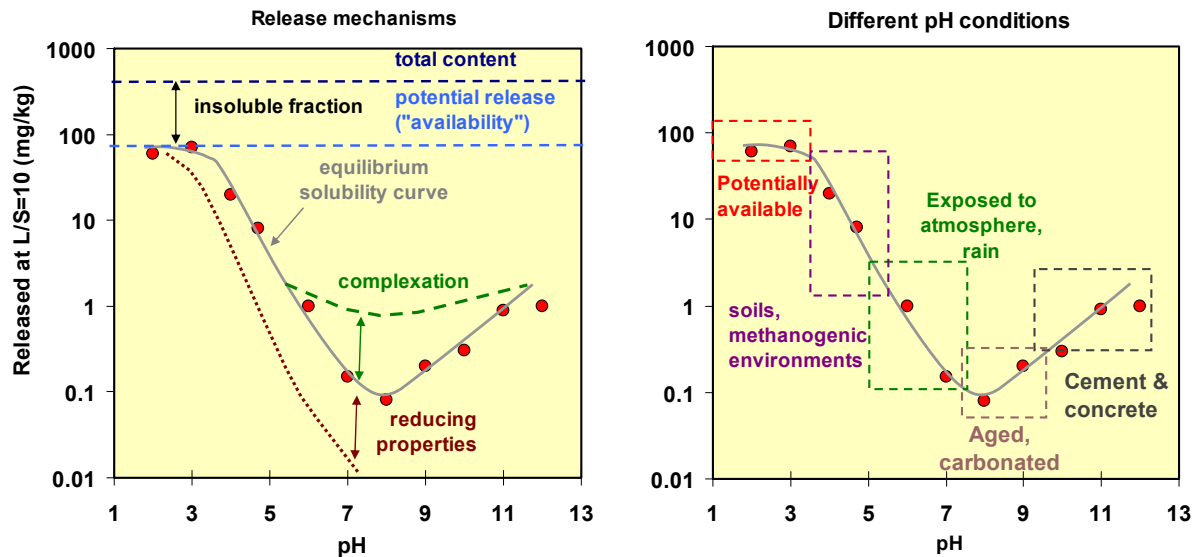 Release mechanisms
Released at L/S=10 (mg/kg)
1000
100
10
1
0.1
0.01
total content
insoluble fraction
potential release
("availability")
equilibrium
solubility curve
complexation
reducing
properties
1 3 5 7 9 11 13
pH
Different pH conditions
1000
100
10
1
0.1
0.01
Potentially
available
Exposed to
atmosphere,
rain
soils,
methanogenic
environments
Cement &
concrete
Aged,
carbonated
1 3 5 7 9 11 13
pH